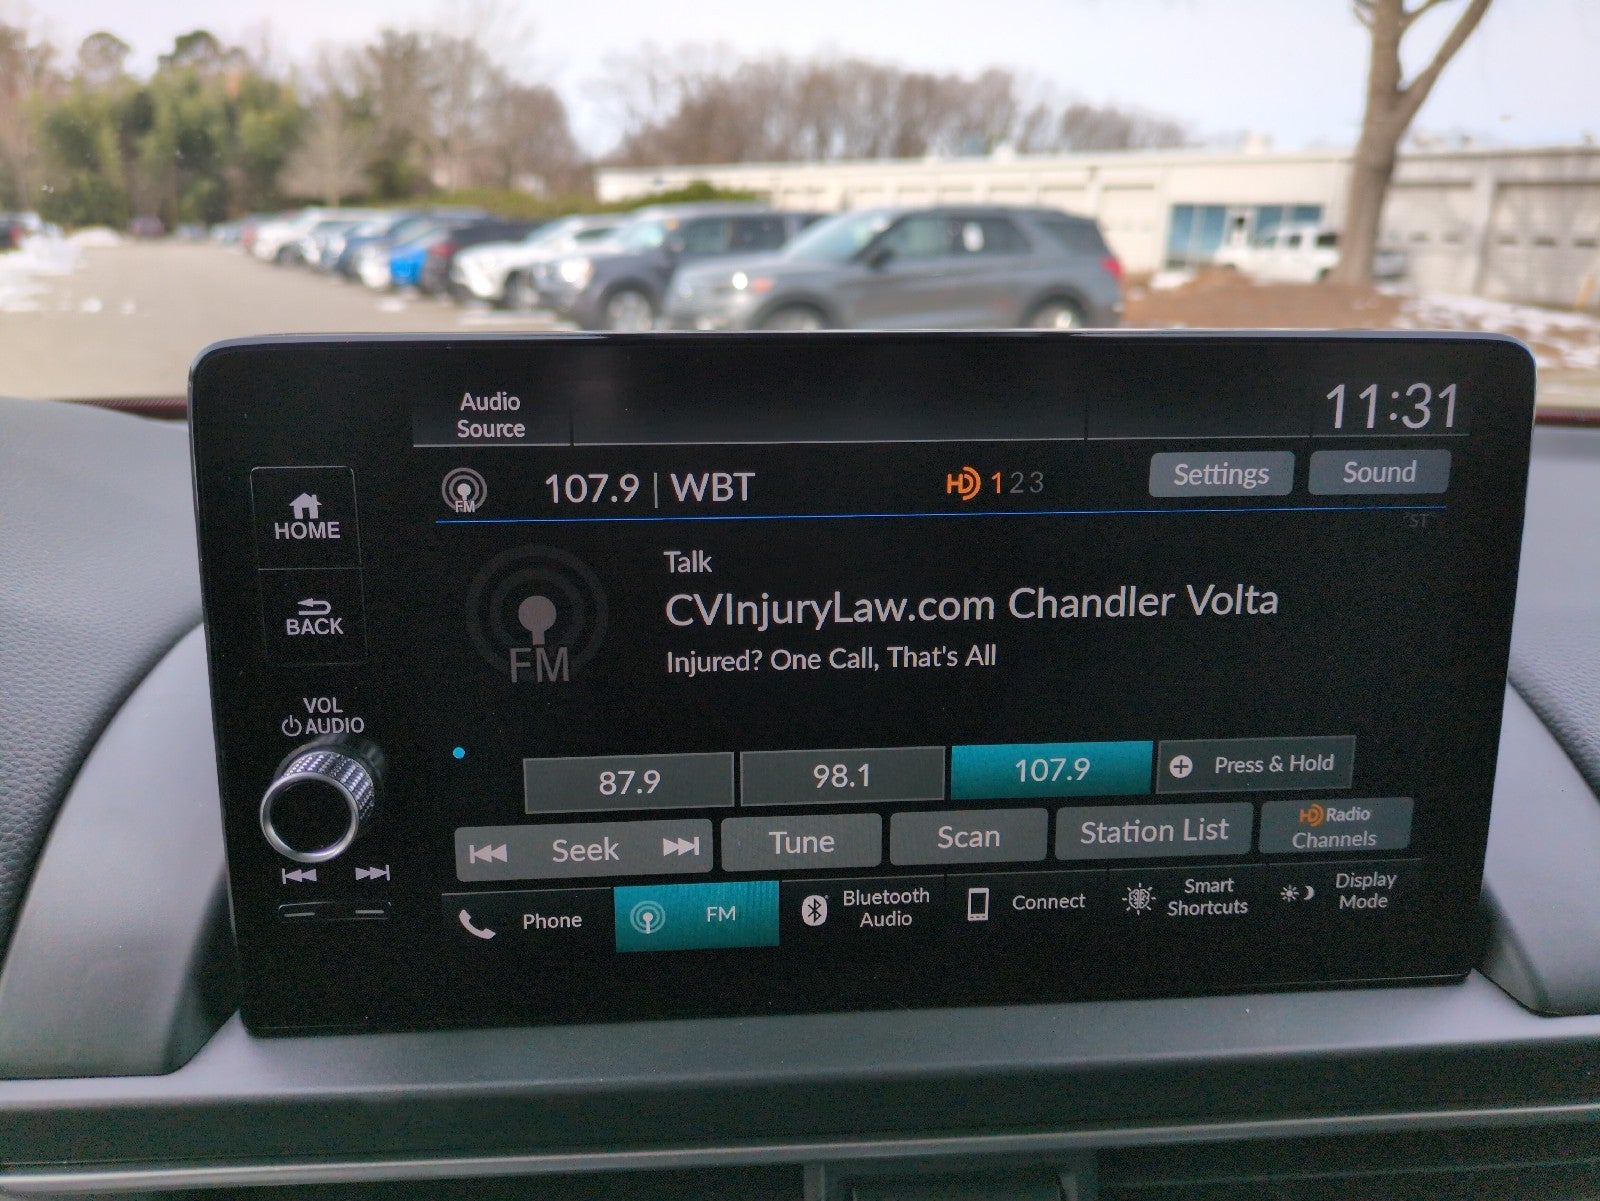 Audio
Source
11:31
HOME
BACK
VOL
AUDIO
FM
107.9 | WBT
HD 1 2 3
Settings
Sound
ST
FM
Talk
CVInjuryLaw.com Chandler Volta
Injured? One Call, That's All
87.9
98.1
107.9
Press & Hold
Seek
Tune
Scan
Station List
HD Radio
Channels
Phone
FM
Bluetooth
Audio
Connect
Smart
Shortcuts
Display
Mode